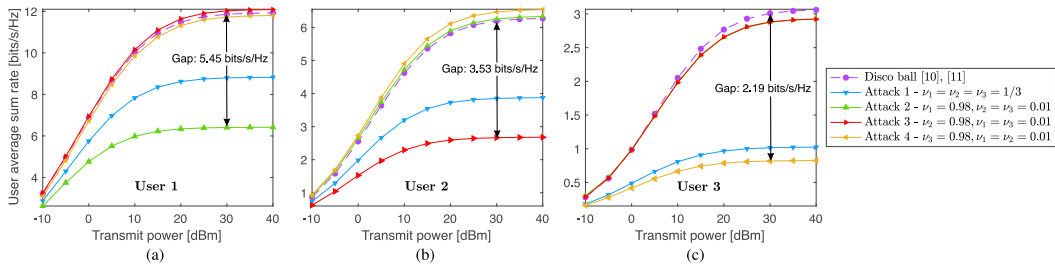 User average sum rate [bits/s/Hz]
12
10
8
6
4
Gap: 5.45 bits/s/Hz
User 1
-10
0
10
20
30
40
Transmit power [dBm]
(a)
6
5
4
3
2
1
Gap: 3.53 bits/s/Hz
User 2
-10
0
10
20
30
40
Transmit power [dBm]
(b)
3
2.5
2
1.5
1
0.5
Gap: 2.19 bits/s/Hz
User 3
-10
0
10
20
30
40
Transmit power [dBm]
(c)
Disco ball [10], [11]
Attack 1 - ν₁ = ν₂ = ν₃ = 1/3
Attack 2 - ν₁ = 0.98, ν₂ = ν₃ = 0.01
Attack 3 - ν₂ = 0.98, ν₁ = ν₃ = 0.01
Attack 4 - ν₃ = 0.98, ν₁ = ν₂ = 0.01